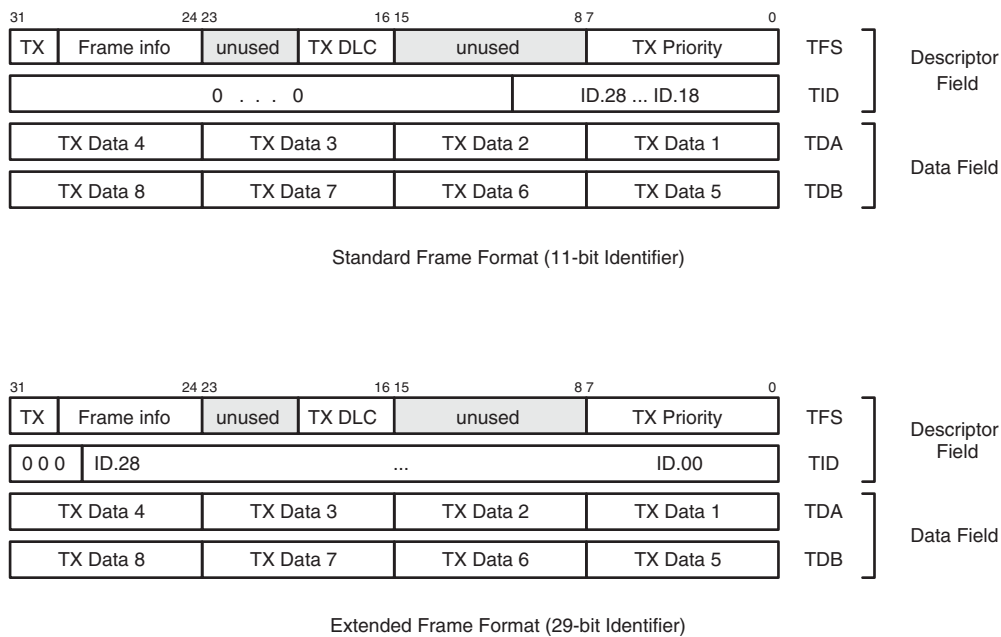 31 24 23 16 15 8 7 0
TX Frame info unused TX DLC unused TX Priority TFS
0 . . . 0 ID.28 ... ID.18 TID
Descriptor
Field
TX Data 4 TX Data 3 TX Data 2 TX Data 1 TDA
TX Data 8 TX Data 7 TX Data 6 TX Data 5 TDB
Data Field
Standard Frame Format (11-bit Identifier)
31 24 23 16 15 8 7 0
TX Frame info unused TX DLC unused TX Priority TFS
0 0 0 ID.28 ... ID.00 TID
Descriptor
Field
TX Data 4 TX Data 3 TX Data 2 TX Data 1 TDA
TX Data 8 TX Data 7 TX Data 6 TX Data 5 TDB
Data Field
Extended Frame Format (29-bit Identifier)